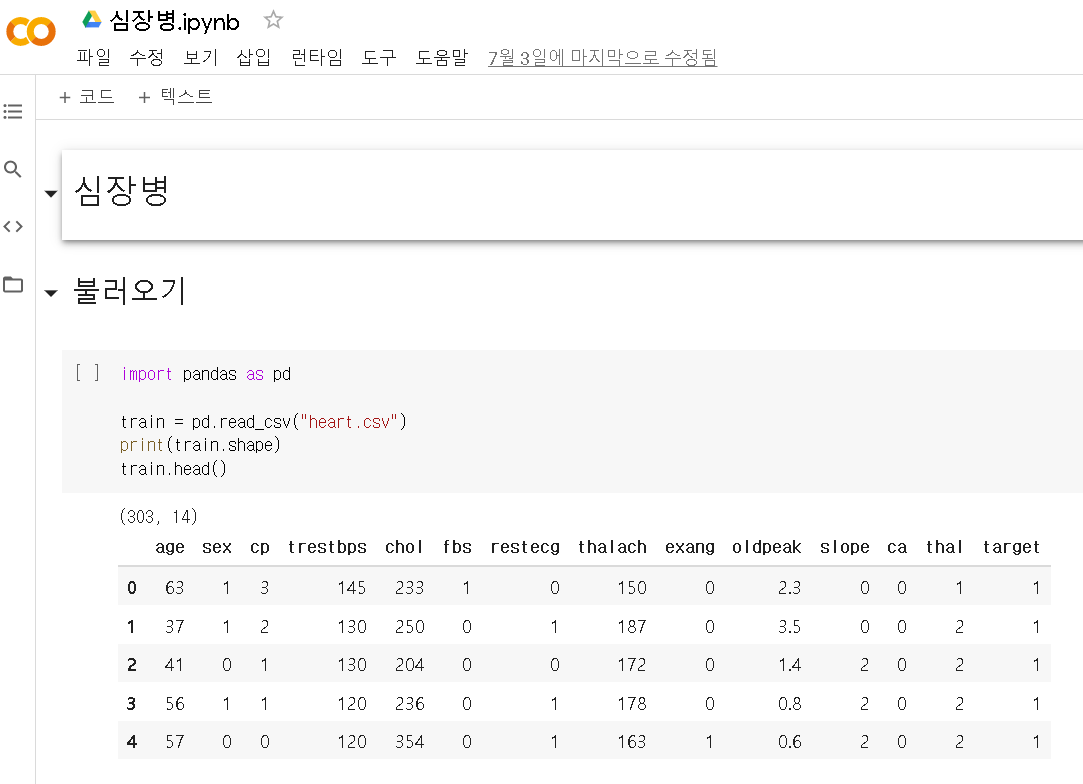 심장병.ipynb
파일 수정 보기 삽입 런타임 도구 도움말 7월 3일에 마지막으로 수정됨
+ 코드 + 텍스트
심장병
불러오기
[ ] import pandas as pd
train = pd.read_csv("heart.csv")
print(train.shape)
train.head()
(303, 14)
age sex cp trestbps chol fbs restecg thalach exang oldpeak slope ca thal target
0 63 1 3 145 233 1 0 150 0 2.3 0 0 1 1
1 37 1 2 130 250 0 1 187 0 3.5 0 0 2 1
2 41 0 1 130 204 0 0 172 0 1.4 2 0 2 1
3 56 1 1 120 236 0 1 178 0 0.8 2 0 2 1
4 57 0 0 120 354 0 1 163 1 0.6 2 0 2 1